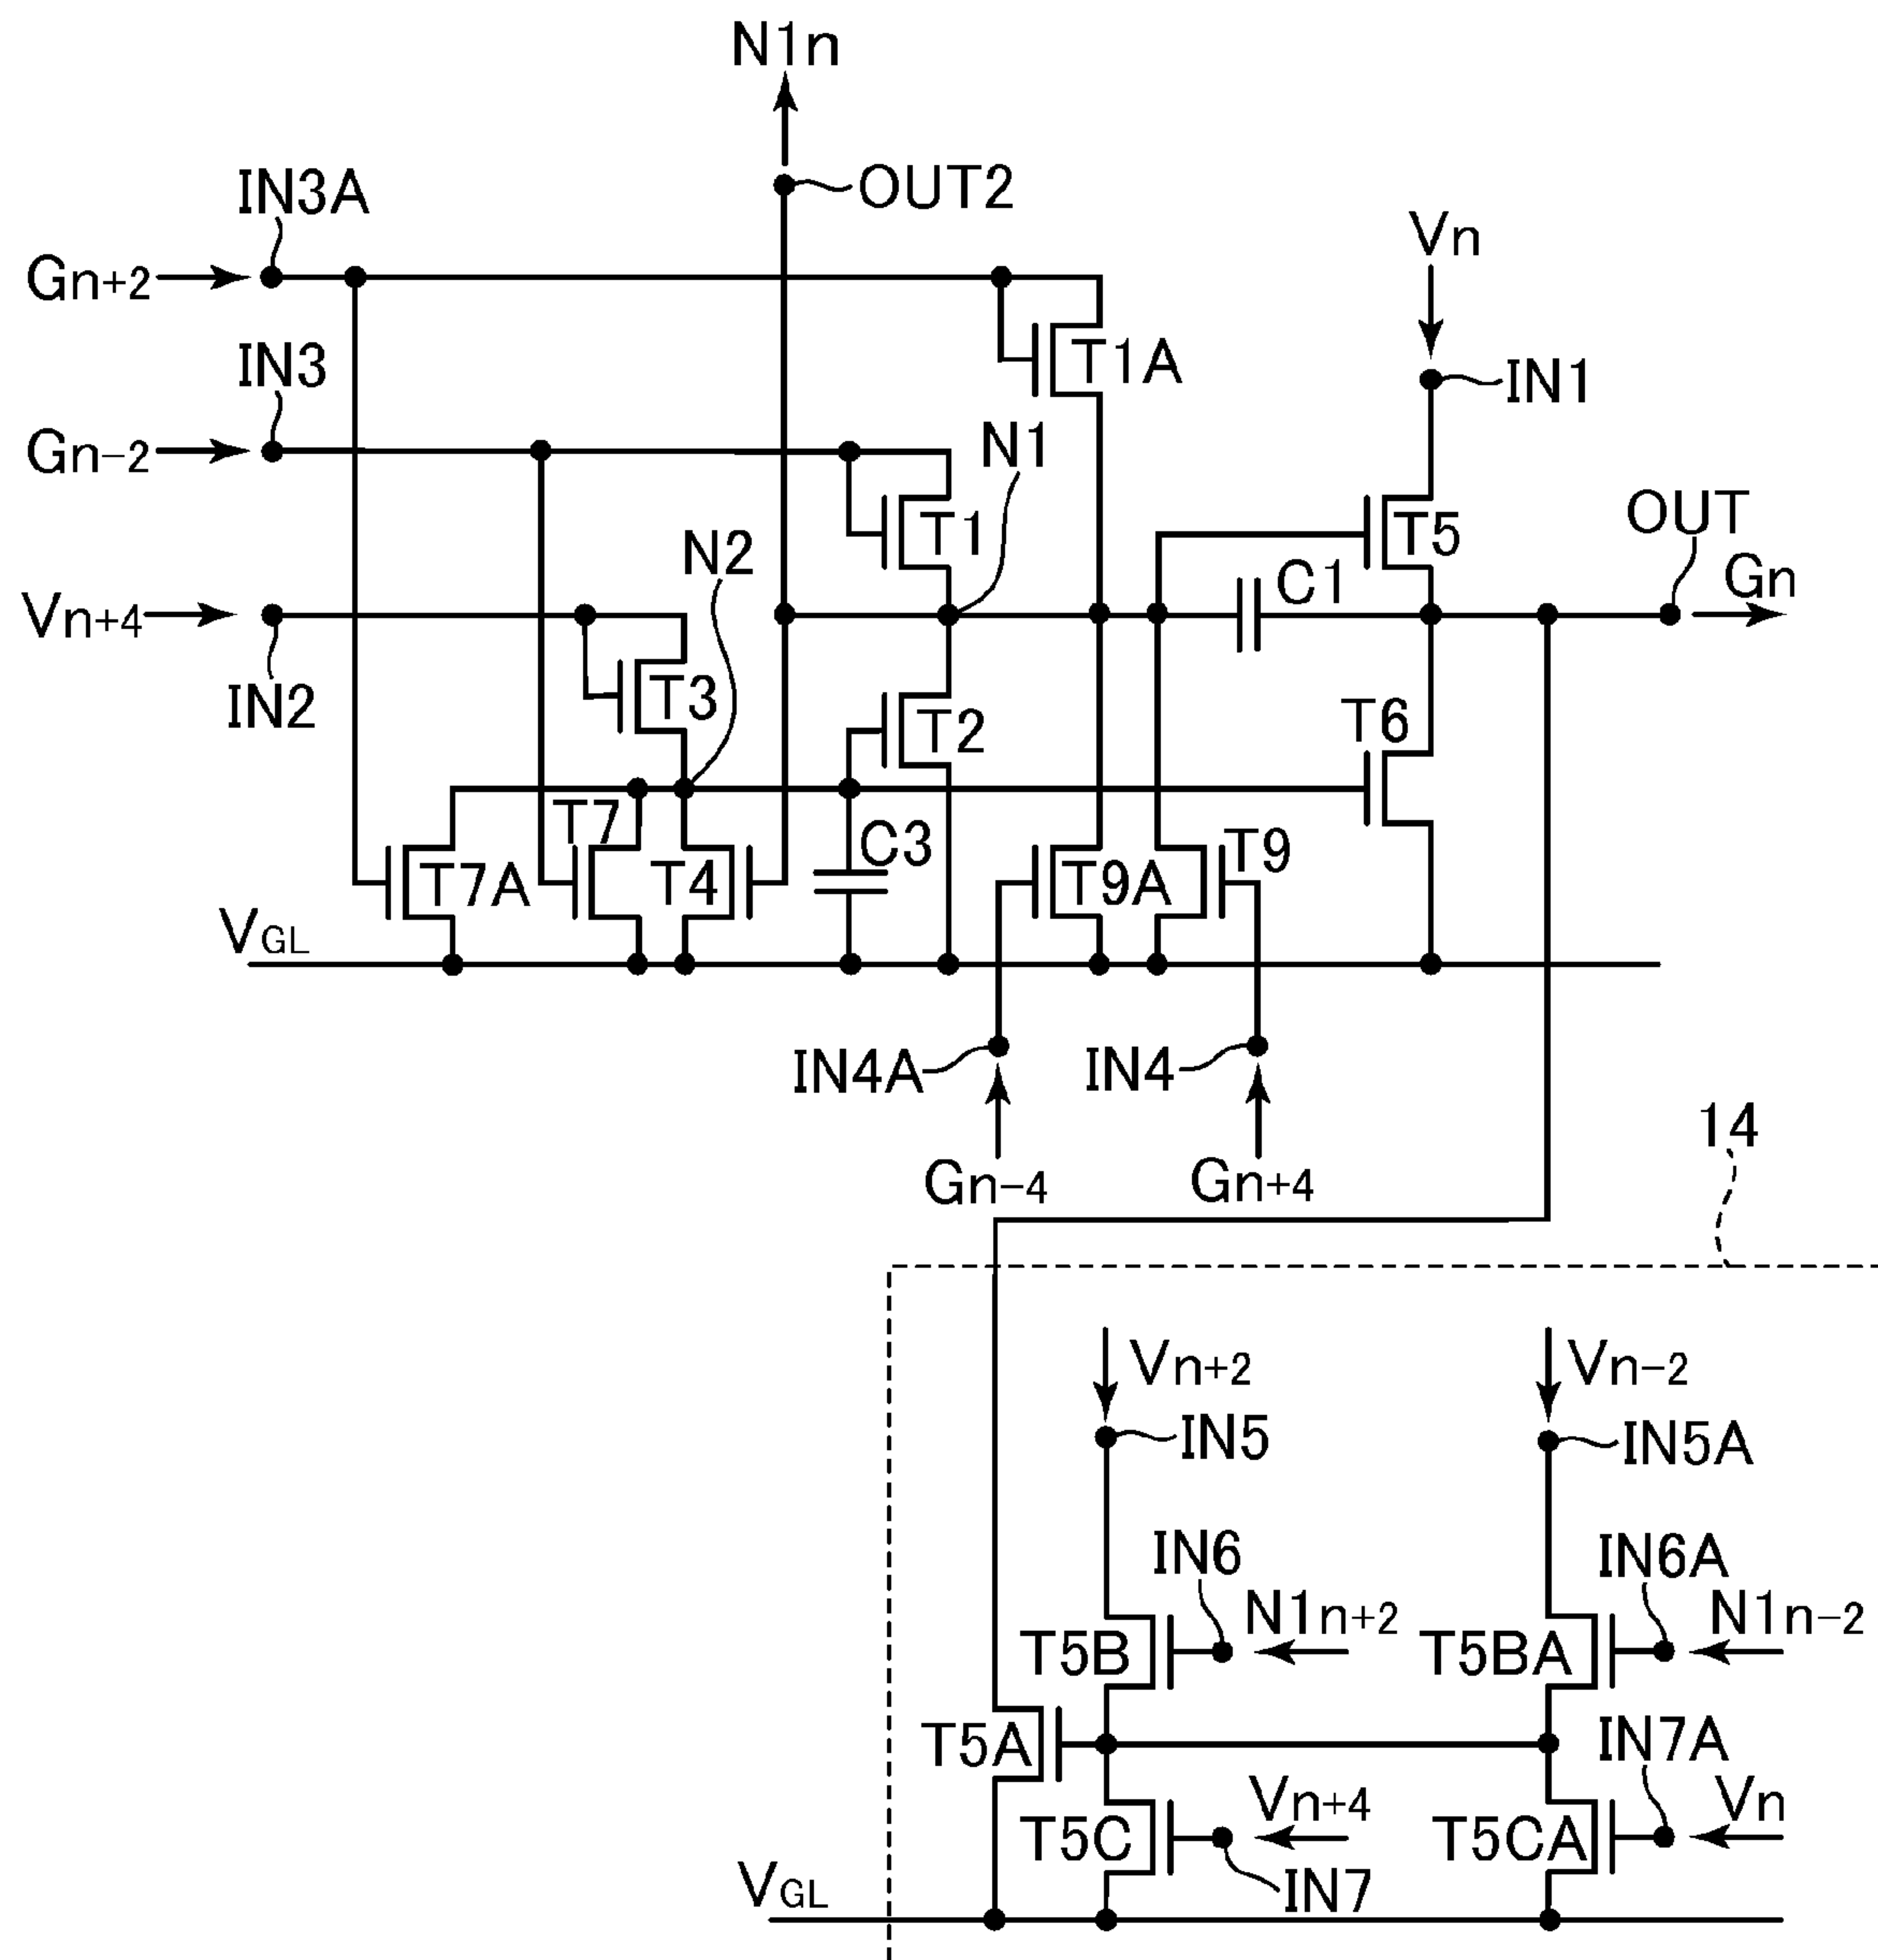 N1n
IN3A
OUT2
Gn+2
Vn
T1A
IN3
IN1
Gn-2
N1
T1
T5
OUT
N2
C1
Gn
Vn+4
IN2
T3
T2
T6
T7
C3
T9
T7A
T4
T9A
VGL
IN4A
IN4
Gn-4
Gn+4
14
Vn+2
Vn-2
IN5
IN5A
IN6
IN6A
N1n+2
N1n-2
T5B
T5BA
T5A
IN7A
Vn+4
Vn
T5C
T5CA
IN7
VGL